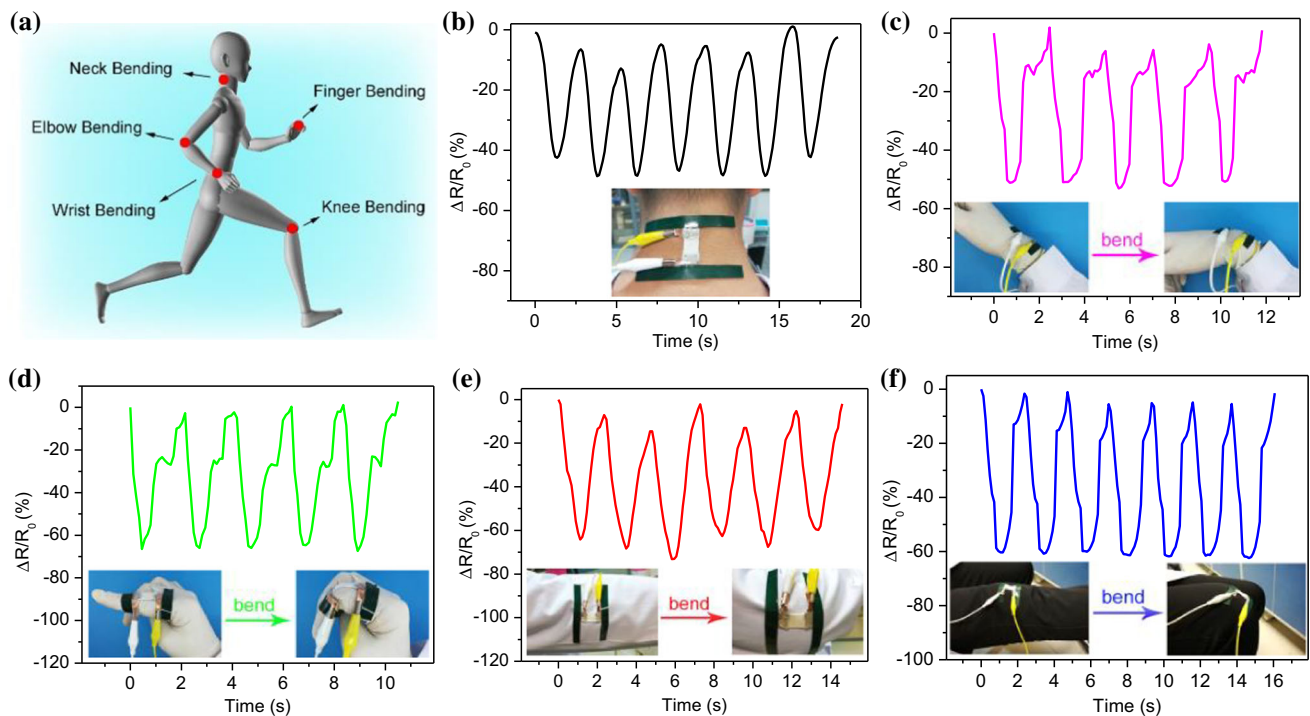 (a)
Neck Bending
Finger Bending
Elbow Bending
Wrist Bending
Knee Bending
(b)
0
-20
-40
-60
-80
ΔR/R0 (%)
0 5 10 15 20
Time (s)
(c)
0
-20
-40
-60
-80
ΔR/R0 (%)
bend
0 2 4 6 8 10 12
Time (s)
(d)
0
-20
-40
-60
-80
-100
-120
ΔR/R0 (%)
bend
0 2 4 6 8 10
Time (s)
(e)
0
-20
-40
-60
-80
-100
-120
ΔR/R0 (%)
bend
0 2 4 6 8 10 12 14
Time (s)
(f)
0
-20
-40
-60
-80
-100
ΔR/R0 (%)
bend
0 2 4 6 8 10 12 14 16
Time (s)